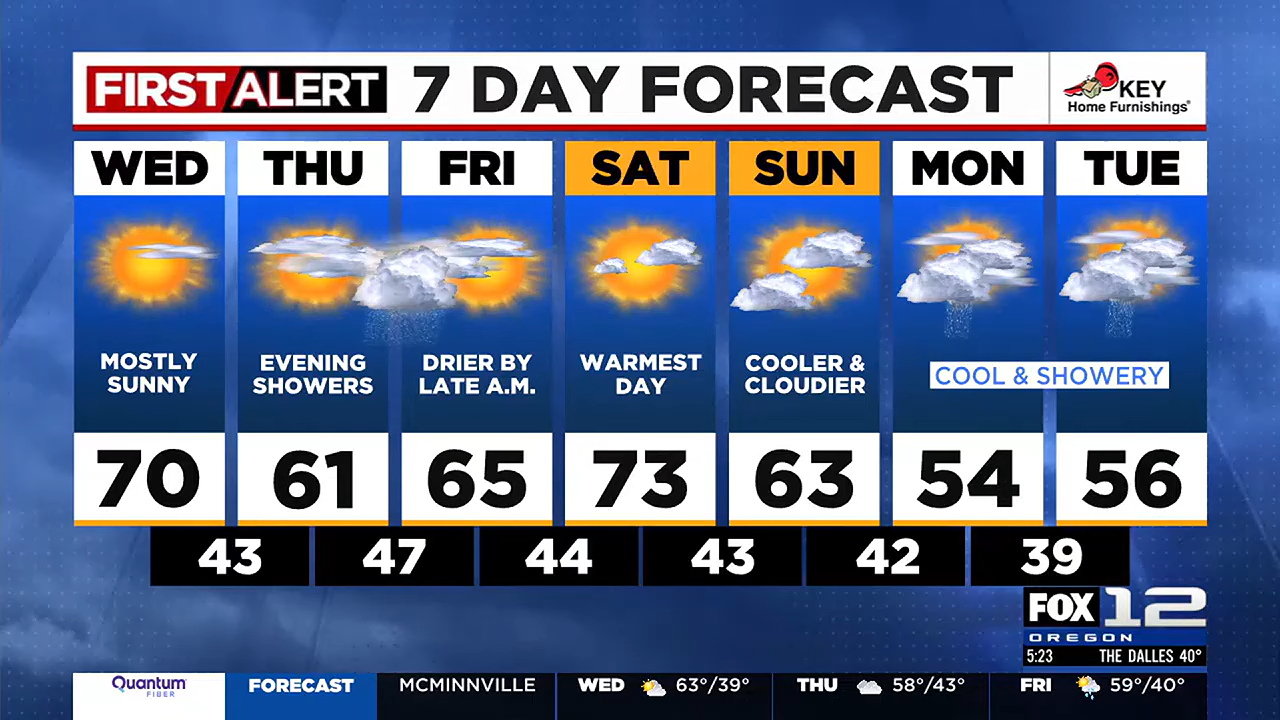 FIRST ALERT 7 DAY FORECAST
KEY
Home Furnishings®
WED THU FRI SAT SUN MON TUE
MOSTLY
SUNNY
EVENING
SHOWERS
DRIER BY
LATE A.M.
WARMEST
DAY
COOLER &
CLOUDIER
COOL & SHOWERY
70 61 65 73 63 54 56
43 47 44 43 42 39
FOX 12
OREGON
5:23 THE DALLES 40°
Quantum
FIBER
FORECAST MCMINNVILLE WED 63°/39° THU 58°/43° FRI 59°/40°